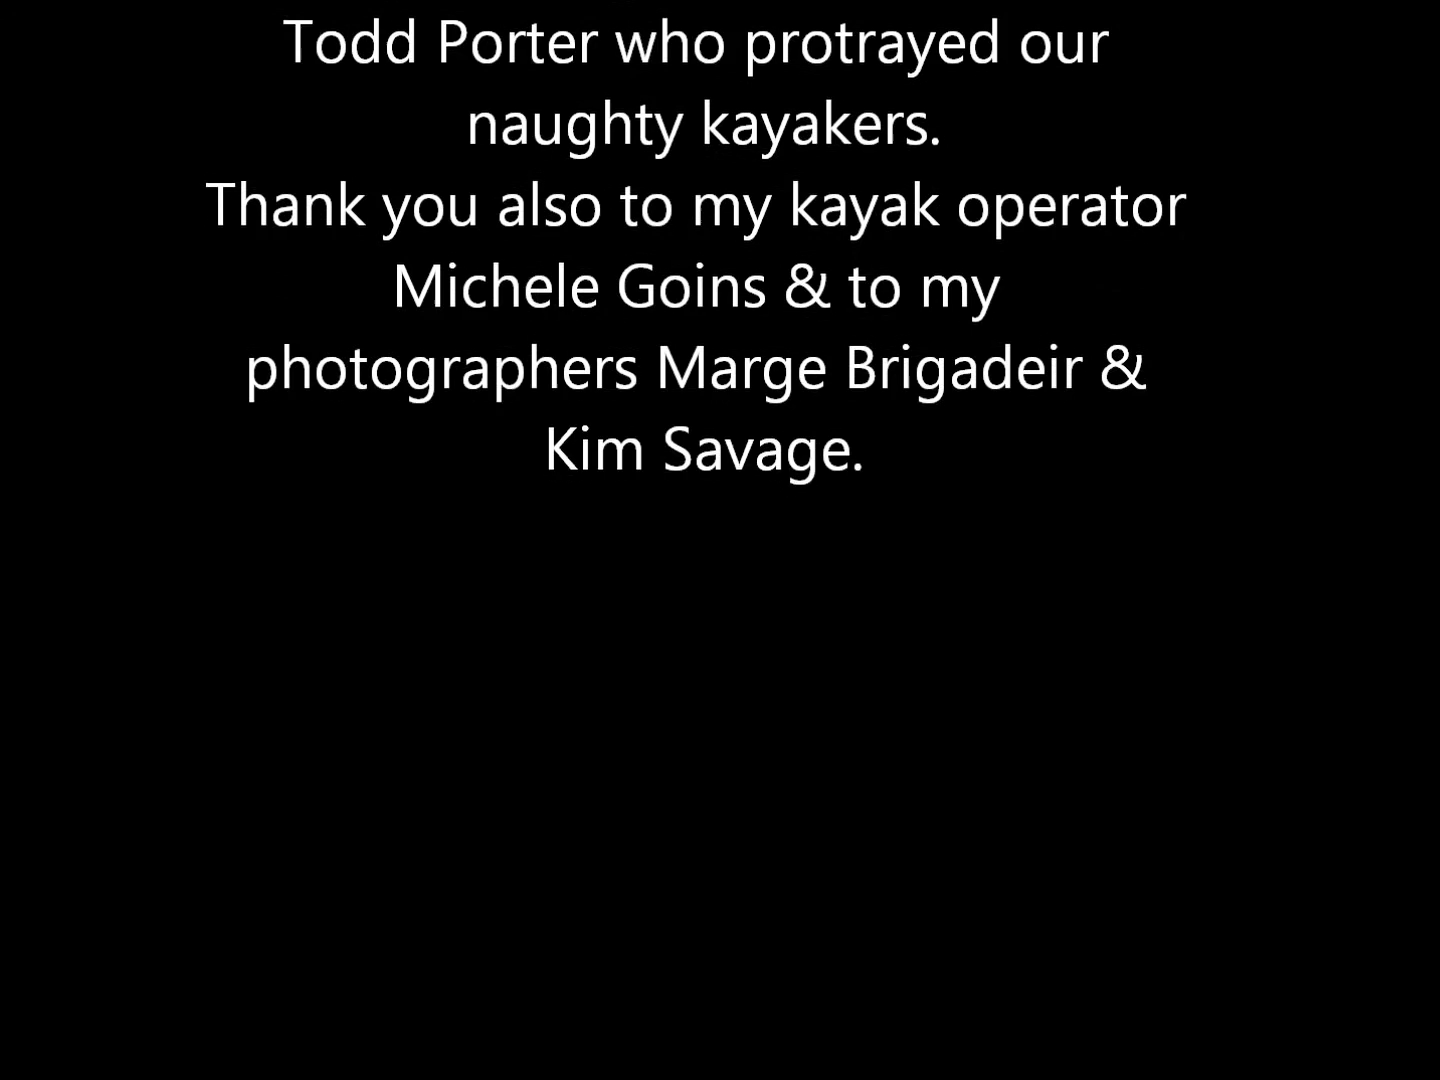 Todd Porter who protrayed our
naughty kayakers.
Thank you also to my kayak operator
Michele Goins & to my
photographers Marge Brigadeir &
Kim Savage.